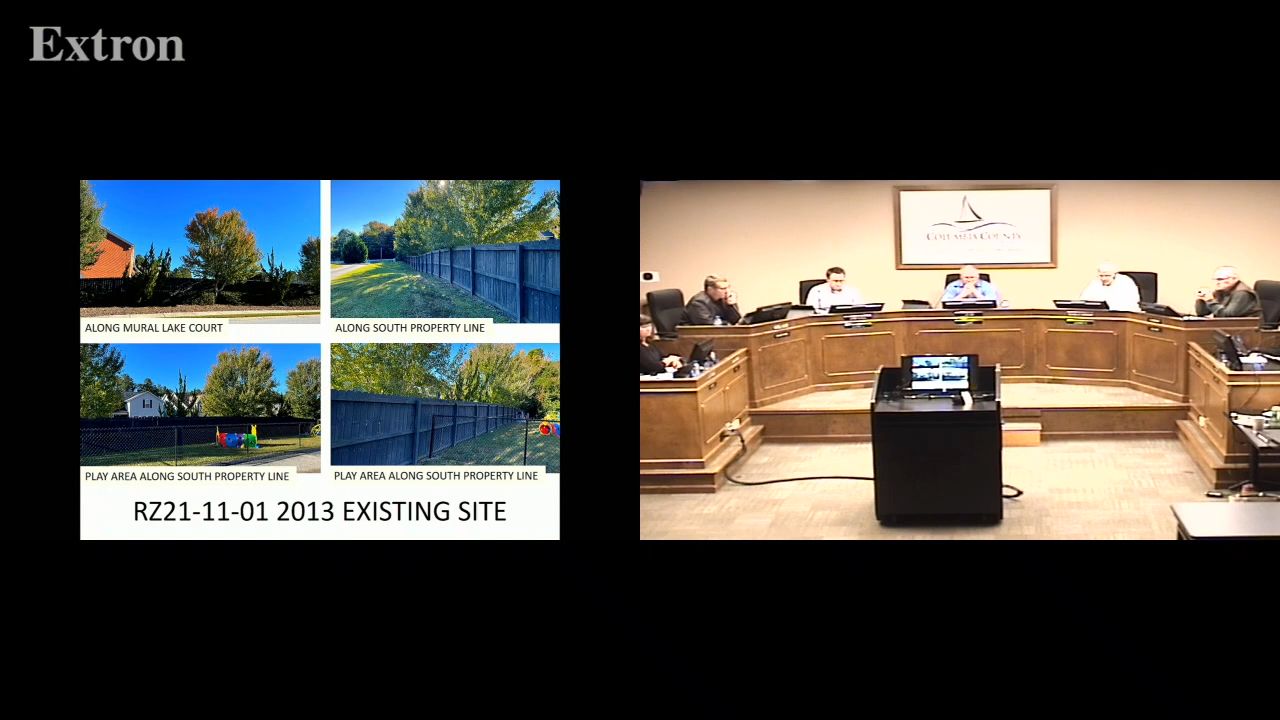 Extron
ALONG MURAL LAKE COURT
ALONG SOUTH PROPERTY LINE
PLAY AREA ALONG SOUTH PROPERTY LINE
PLAY AREA ALONG SOUTH PROPERTY LINE
RZ21-11-01 2013 EXISTING SITE
COLUMBIA COUNTY